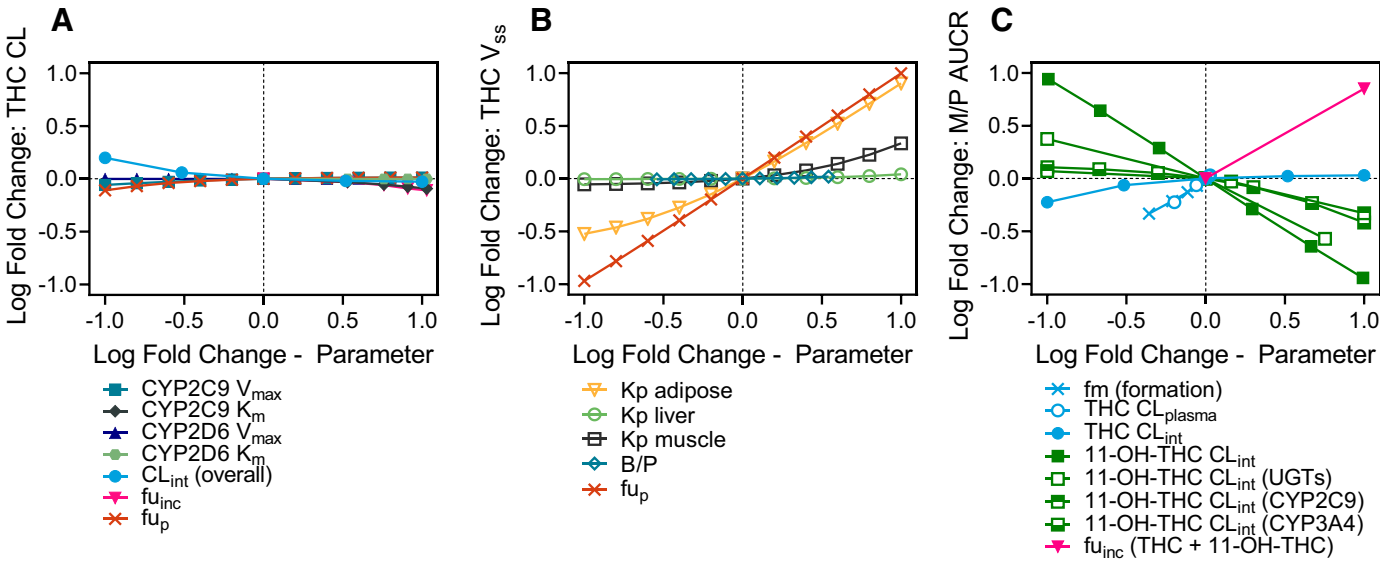 A
Log Fold Change: THC CL
1.0
0.5
0.0
-0.5
-1.0
-1.0 -0.5 0.0 0.5 1.0
Log Fold Change - Parameter
CYP2C9 Vmax
CYP2C9 Km
CYP2D6 Vmax
CYP2D6 Km
CLint (overall)
fuinc
fup
B
Log Fold Change: THC Vss
1.0
0.5
0.0
-0.5
-1.0
-1.0 -0.5 0.0 0.5 1.0
Log Fold Change - Parameter
Kp adipose
Kp liver
Kp muscle
B/P
fup
C
Log Fold Change: M/P AUCR
1.0
0.5
0.0
-0.5
-1.0
-1.0 -0.5 0.0 0.5 1.0
Log Fold Change - Parameter
fm (formation)
THC CLplasma
THC CLint
11-OH-THC CLint
11-OH-THC CLint (UGTs)
11-OH-THC CLint (CYP2C9)
11-OH-THC CLint (CYP3A4)
fuinc (THC + 11-OH-THC)